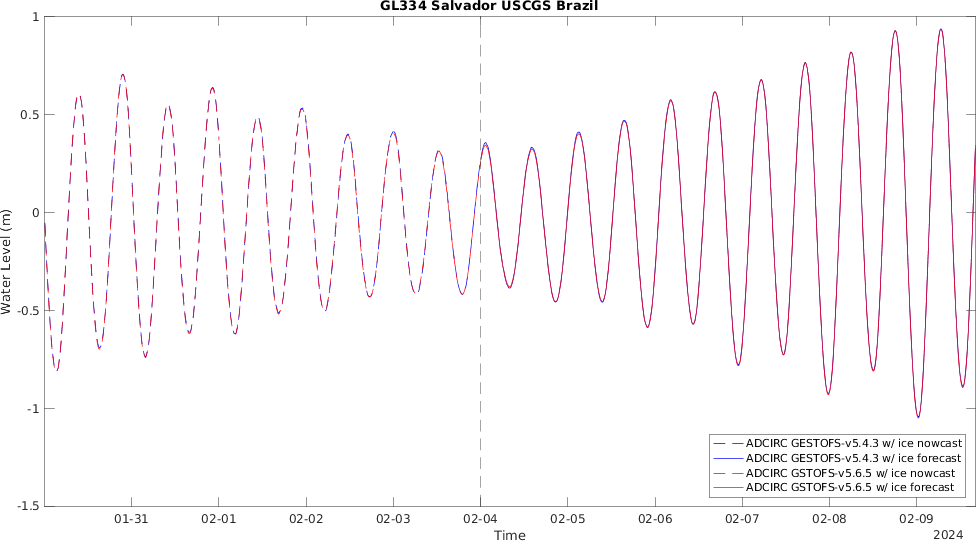 GL334 Salvador USCGS Brazil
1
0.5
0
-0.5
-1
-1.5
Water Level (m)
01-31 02-01 02-02 02-03 02-04 02-05 02-06 02-07 02-08 02-09
Time
2024
ADCIRC GESTOFS-v5.4.3 w/ ice nowcast
ADCIRC GESTOFS-v5.4.3 w/ ice forecast
ADCIRC GSTOFS-v5.6.5 w/ ice nowcast
ADCIRC GSTOFS-v5.6.5 w/ ice forecast